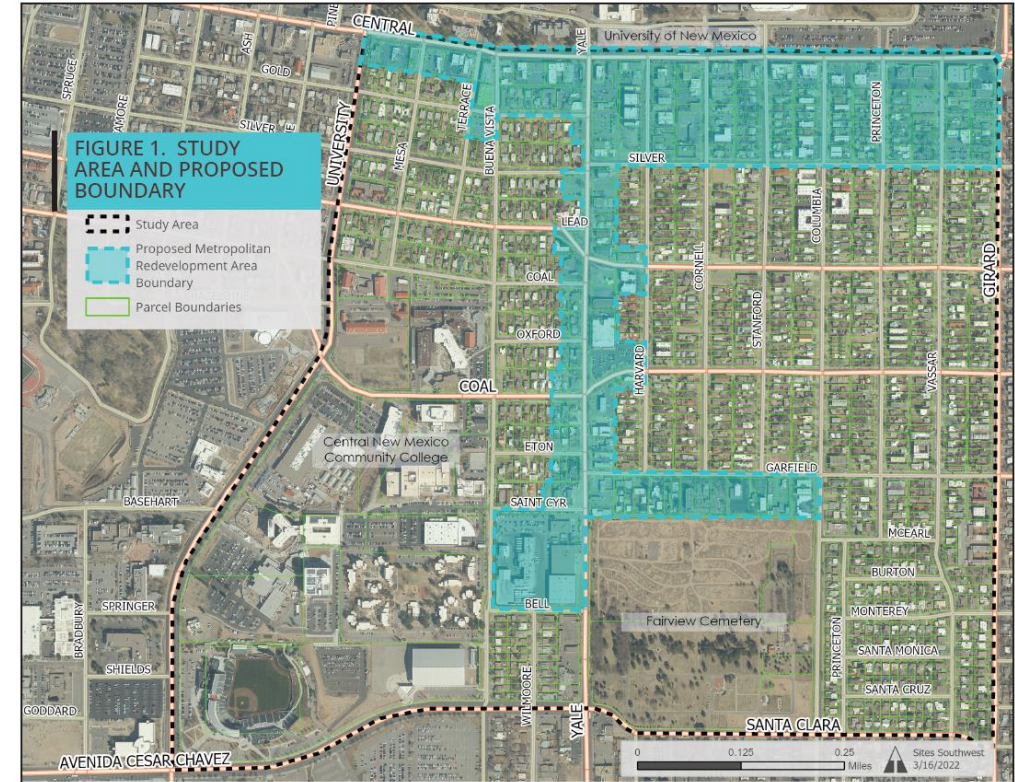 PINE
CENTRAL
YALE
University of New Mexico
ASH
SPRUCE
GOLD
TERRACE
PRINCETON
SILVER
UNIVERSITY
MESA
BUENA VISTA
SILVER
FIGURE 1. STUDY
AREA AND PROPOSED
BOUNDARY
Study Area
Proposed Metropolitan
Redevelopment Area
Boundary
Parcel Boundaries
LEAD
COLUMBIA
CORNELL
GIRARD
COAL
STANFORD
OXFORD
HARVARD
VASSAR
COAL
Central New Mexico
Community College
ETON
GARFIELD
BASEHART
SAINT CYR
MCEARL
BURTON
BELL
SPRINGER
MONTEREY
BRADBURY
Fairview Cemetery
PRINCETON
SANTA MONICA
SHIELDS
WILMOORE
SANTA CRUZ
GODDARD
YALE
SANTA CLARA
AVENIDA CESAR CHAVEZ
0 0.125 0.25
Miles
Sites Southwest
3/16/2022